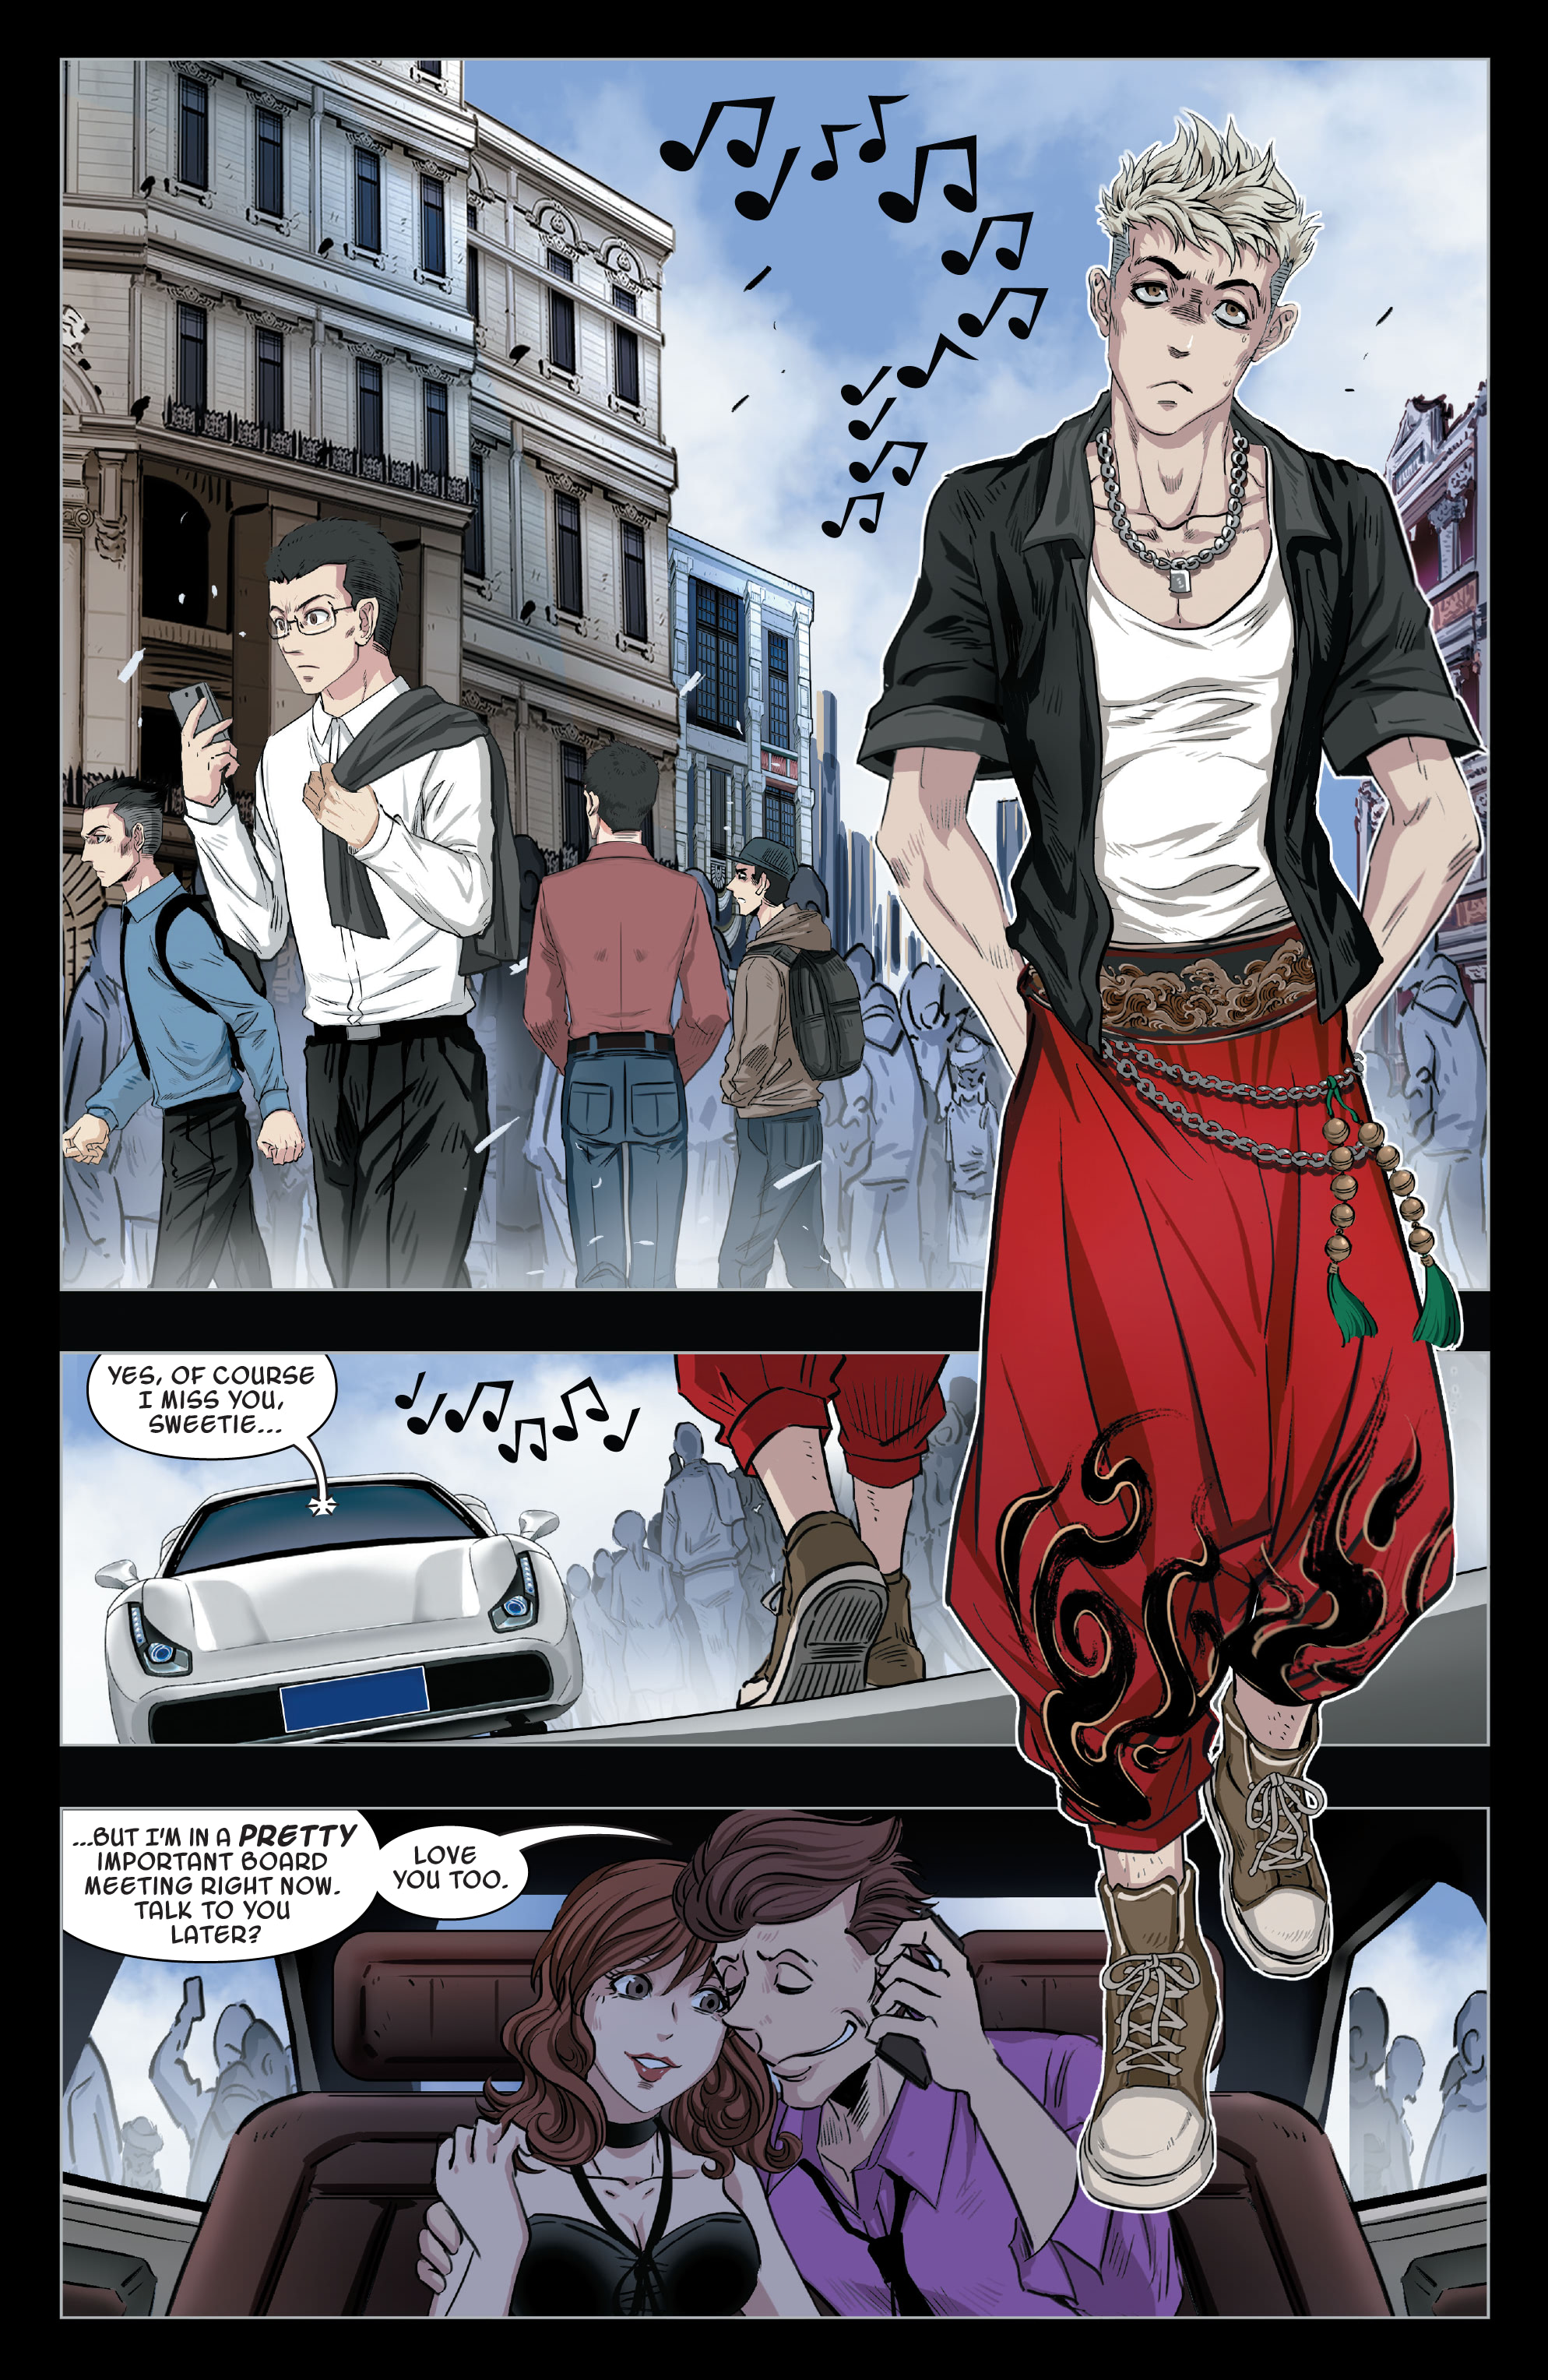 YES, OF COURSE
I MISS YOU,
SWEETIE...
...BUT I'M IN A PRETTY
IMPORTANT BOARD
MEETING RIGHT NOW.
TALK TO YOU
LATER?
LOVE
YOU TOO.